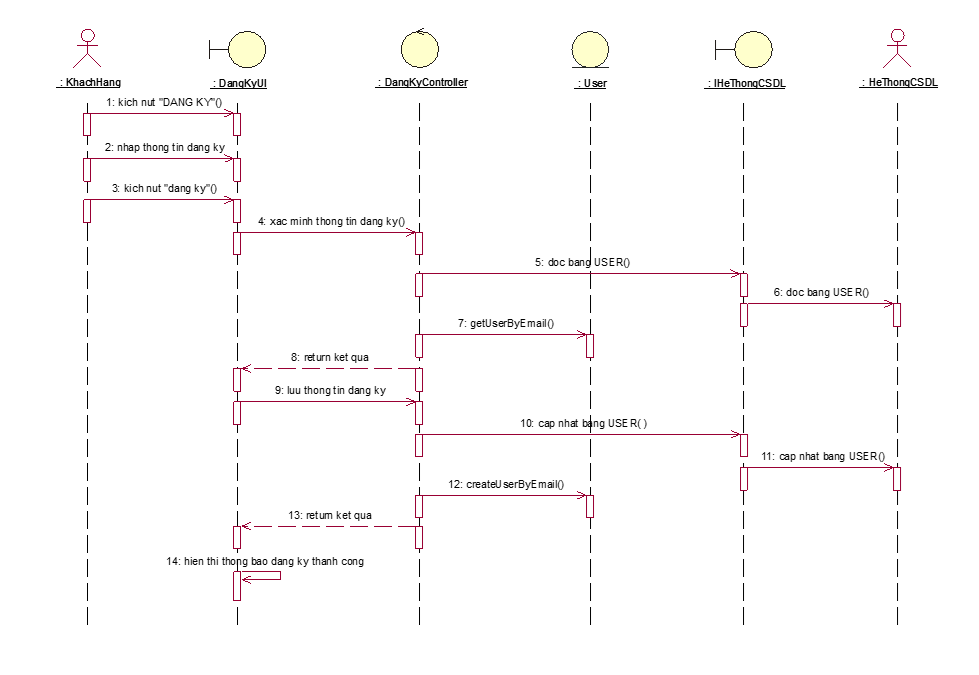 : KhachHang
: DangKyUI
: DangKyController
: User
: IHeThongCSDL
: HeThongCSDL
1: kich nut "DANG KY"()
2: nhap thong tin dang ky
3: kich nut "dang ky"()
4: xac minh thong tin dang ky()
5: doc bang USER()
6: doc bang USER()
7: getUserByEmail()
8: return ket qua
9: luu thong tin dang ky
10: cap nhat bang USER( )
11: cap nhat bang USER()
12: createUserByEmail()
13: return ket qua
14: hien thi thong bao dang ky thanh cong